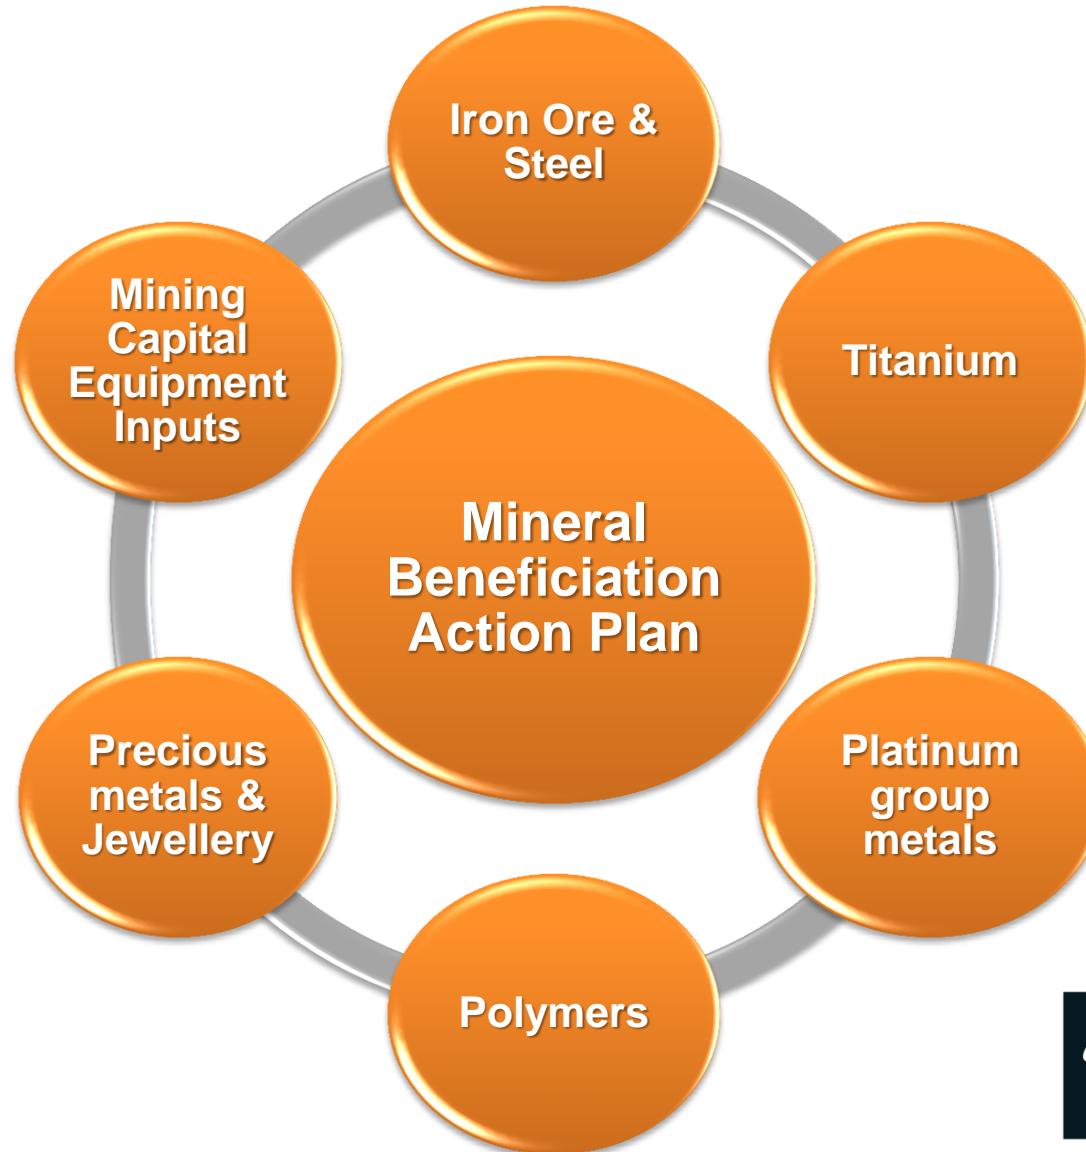 Iron Ore &
Steel
Titanium
Platinum
group
metals
Polymers
Precious
metals &
Jewellery
Mining
Capital
Equipment
Inputs
Mineral
Beneficiation
Action Plan